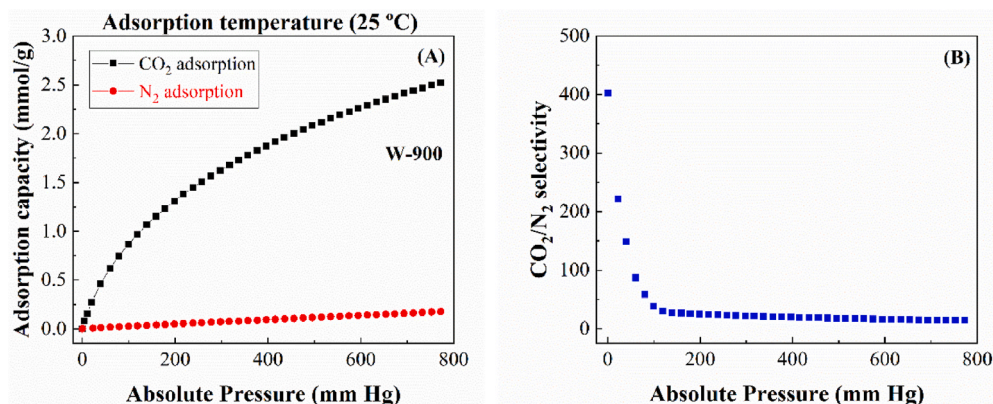 Adsorption temperature (25 ºC)
(A)
CO₂ adsorption
N₂ adsorption
W-900
3.0
2.5
2.0
1.5
1.0
0.5
0.0
0
200
400
600
800
Adsorption capacity (mmol/g)
Absolute Pressure (mm Hg)
(B)
500
400
300
200
100
0
0
200
400
600
800
CO₂/N₂ selectivity
Absolute Pressure (mm Hg)